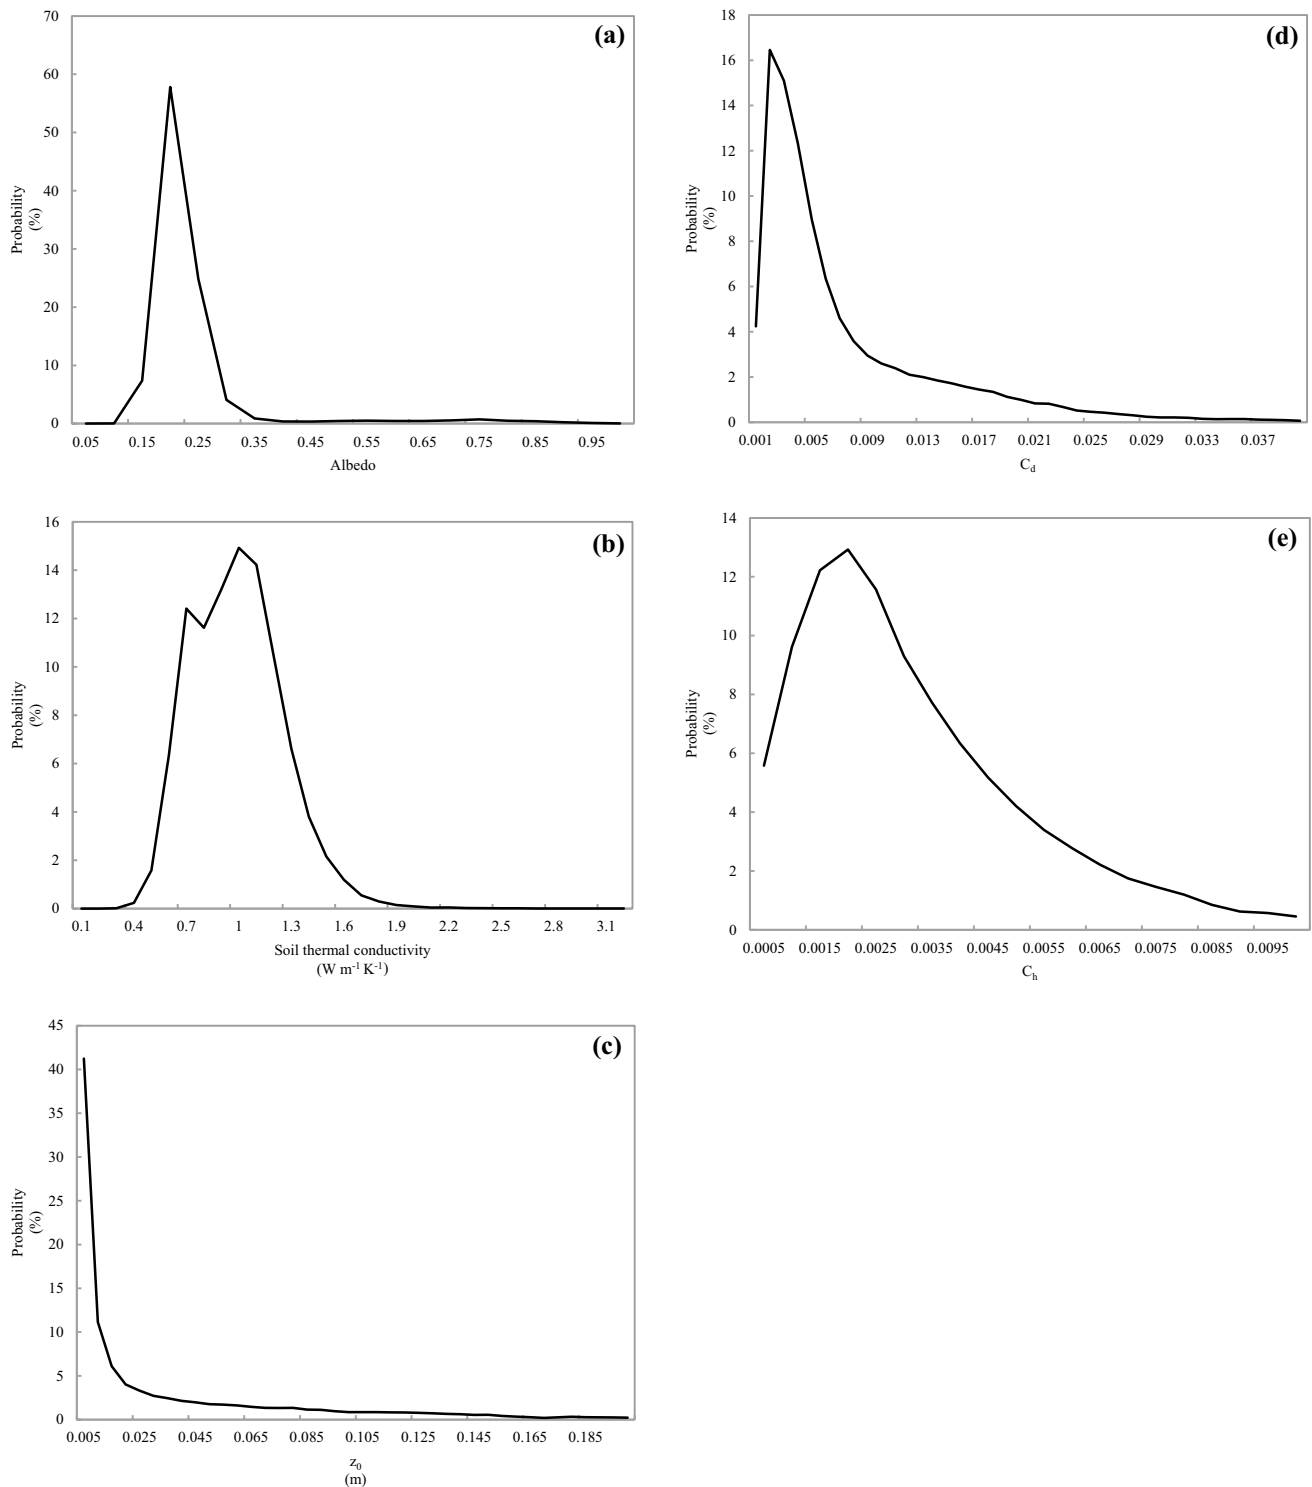 (a)
70
60
50
40
30
20
10
0
Probability
(%)
0.05 0.15 0.25 0.35 0.45 0.55 0.65 0.75 0.85 0.95
Albedo
(d)
18
16
14
12
10
8
6
4
2
0
Probability
(%)
0.001 0.005 0.009 0.013 0.017 0.021 0.025 0.029 0.033 0.037
C_d
(b)
16
14
12
10
8
6
4
2
0
Probability
(%)
0.1 0.4 0.7 1 1.3 1.6 1.9 2.2 2.5 2.8 3.1
Soil thermal conductivity
(W m⁻¹ K⁻¹)
(e)
14
12
10
8
6
4
2
0
Probability
(%)
0.0005 0.0015 0.0025 0.0035 0.0045 0.0055 0.0065 0.0075 0.0085 0.0095
C_h
(c)
45
40
35
30
25
20
15
10
5
0
Probability
(%)
0.005 0.025 0.045 0.065 0.085 0.105 0.125 0.145 0.165 0.185
z₀
(m)